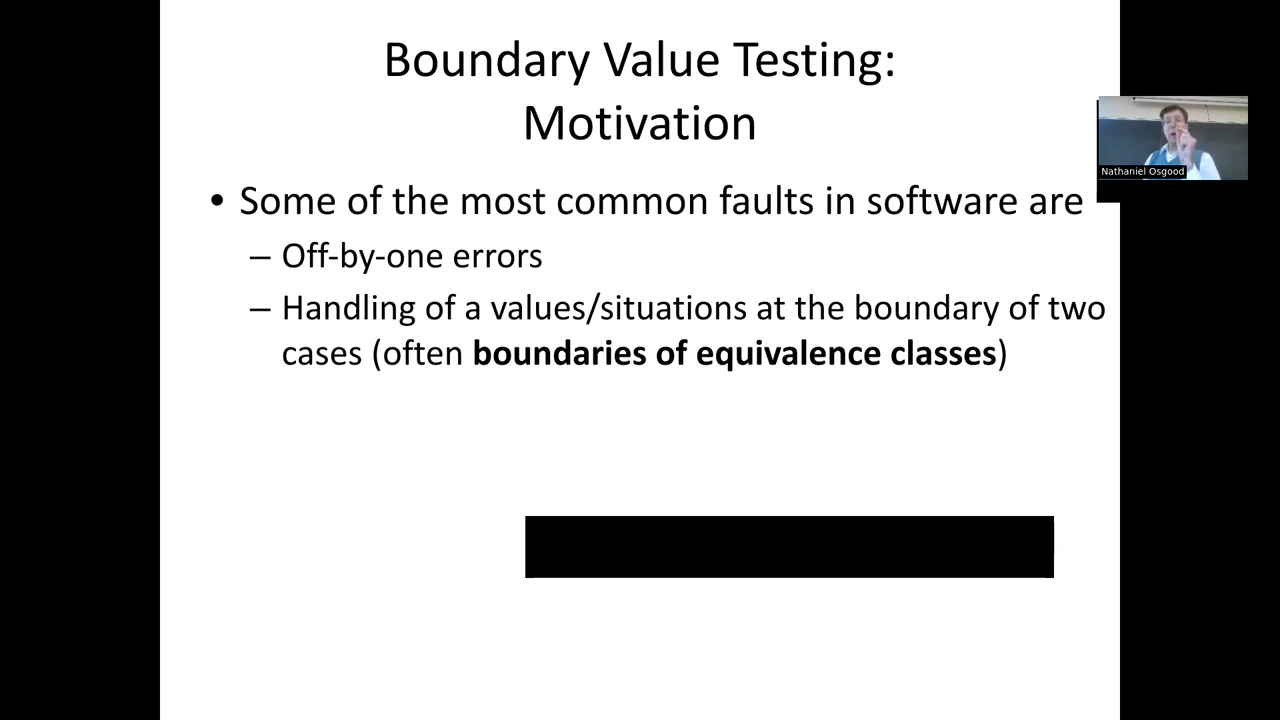 Boundary Value Testing:
Motivation
• Some of the most common faults in software are
– Off-by-one errors
– Handling of a values/situations at the boundary of two
cases (often boundaries of equivalence classes)
Nathaniel Osgood